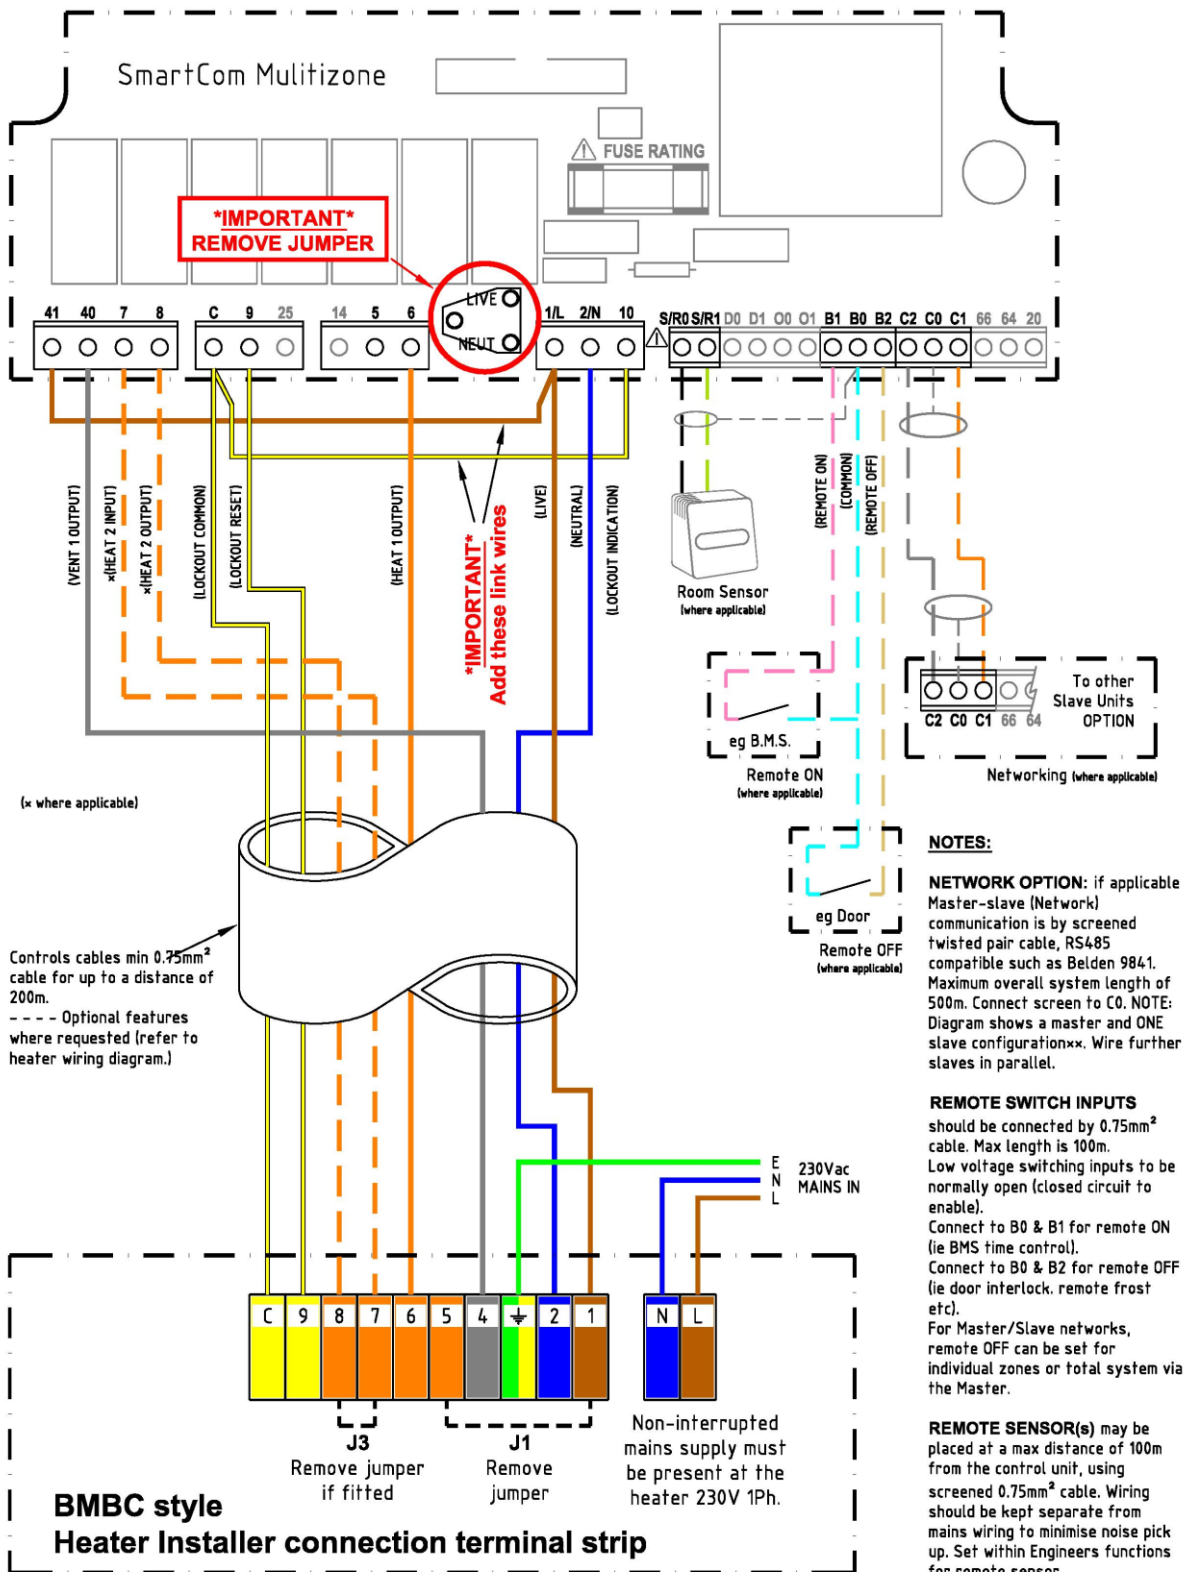 SmartCom Mulitizone
FUSE RATING
*IMPORTANT*
REMOVE JUMPER
LIVE
NEUT
41 40 7 8 C 9 25 14 5 6 1/L 2/N 10 S/R0 S/R1 D0 D1 O0 O1 B1 B0 B2 C2 C0 C1 66 64 20
(VENT 1 OUTPUT)
×(HEAT 2 INPUT)
×(HEAT 2 OUTPUT)
(LOCKOUT COMMON)
(LOCKOUT RESET)
(HEAT 1 OUTPUT)
*IMPORTANT*
Add these link wires
(LIVE)
(NEUTRAL)
(LOCKOUT INDICATION)
(REMOTE ON)
(COMMON)
(REMOTE OFF)
Room Sensor
(where applicable)
eg B.M.S.
Remote ON
(where applicable)
To other
Slave Units
OPTION
C2 C0 C1 66 64
Networking (where applicable)
(× where applicable)
eg Door
Remote OFF
(where applicable)
Controls cables min 0.75mm²
cable for up to a distance of
200m.
- - - - Optional features
where requested (refer to
heater wiring diagram.)
NOTES:
NETWORK OPTION: if applicable
Master-slave (Network)
communication is by screened
twisted pair cable, RS485
compatible such as Belden 9841.
Maximum overall system length of
500m. Connect screen to C0. NOTE:
Diagram shows a master and ONE
slave configuration××. Wire further
slaves in parallel.
REMOTE SWITCH INPUTS
should be connected by 0.75mm²
cable. Max length is 100m.
Low voltage switching inputs to be
normally open (closed circuit to
enable).
Connect to B0 & B1 for remote ON
(ie BMS time control).
Connect to B0 & B2 for remote OFF
(ie door interlock. remote frost
etc).
For Master/Slave networks,
remote OFF can be set for
individual zones or total system via
the Master.
REMOTE SENSOR(s) may be
placed at a max distance of 100m
from the control unit, using
screened 0.75mm² cable. Wiring
should be kept separate from
mains wiring to minimise noise pick
up. Set within Engineers functions
for remote sensor
E
N
L
230Vac
MAINS IN
C 9 8 7 6 5 4 2 1 N L
J3
Remove jumper
if fitted
J1
Remove
jumper
Non-interrupted
mains supply must
be present at the
heater 230V 1Ph.
BMBC style
Heater Installer connection terminal strip